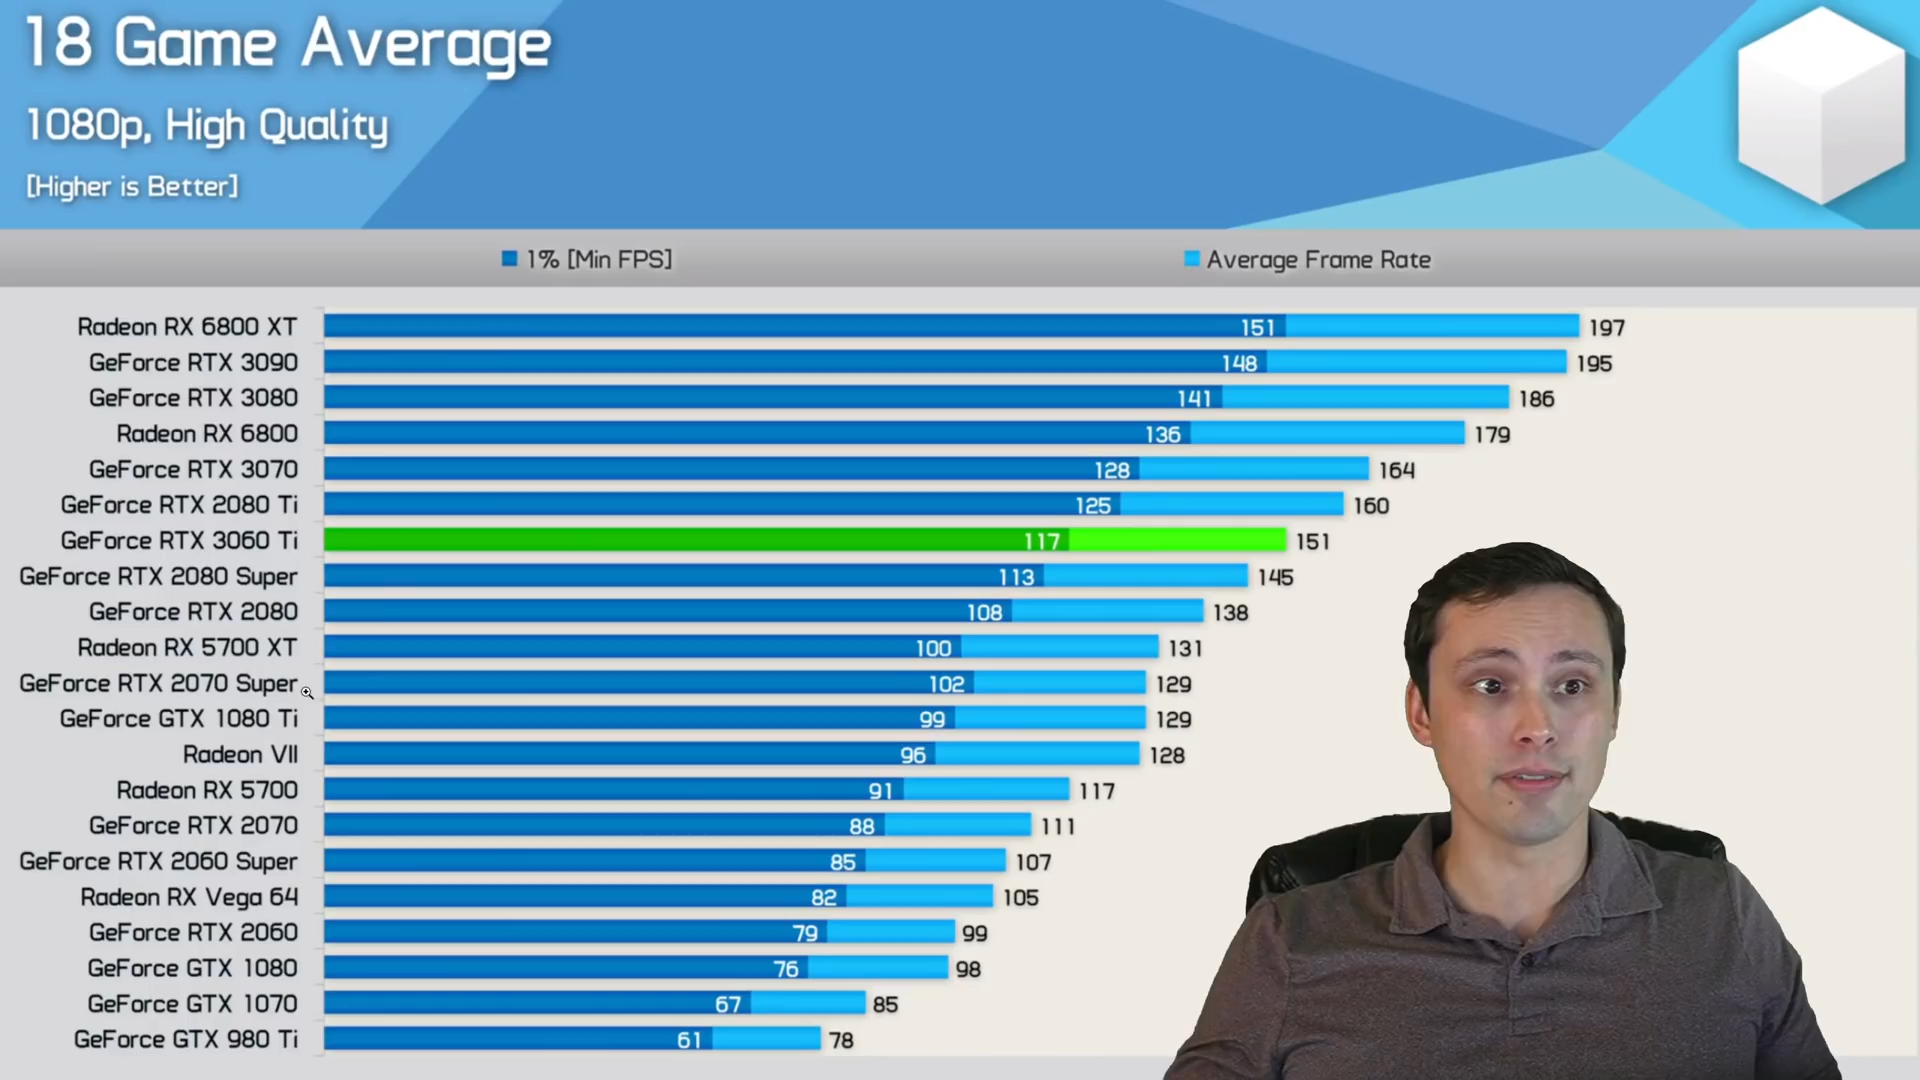 18 Game Average
1080p, High Quality
[Higher is Better]
1% [Min FPS] Average Frame Rate
Radeon RX 6800 XT 151 197
GeForce RTX 3090 148 195
GeForce RTX 3080 141 186
Radeon RX 6800 136 179
GeForce RTX 3070 128 164
GeForce RTX 2080 Ti 125 160
GeForce RTX 3060 Ti 117 151
GeForce RTX 2080 Super 113 145
GeForce RTX 2080 108 138
Radeon RX 5700 XT 100 131
GeForce RTX 2070 Super 102 129
GeForce GTX 1080 Ti 99 129
Radeon VII 96 128
Radeon RX 5700 91 117
GeForce RTX 2070 88 111
GeForce RTX 2060 Super 85 107
Radeon RX Vega 64 82 105
GeForce RTX 2060 79 99
GeForce GTX 1080 76 98
GeForce GTX 1070 67 85
GeForce GTX 980 Ti 61 78